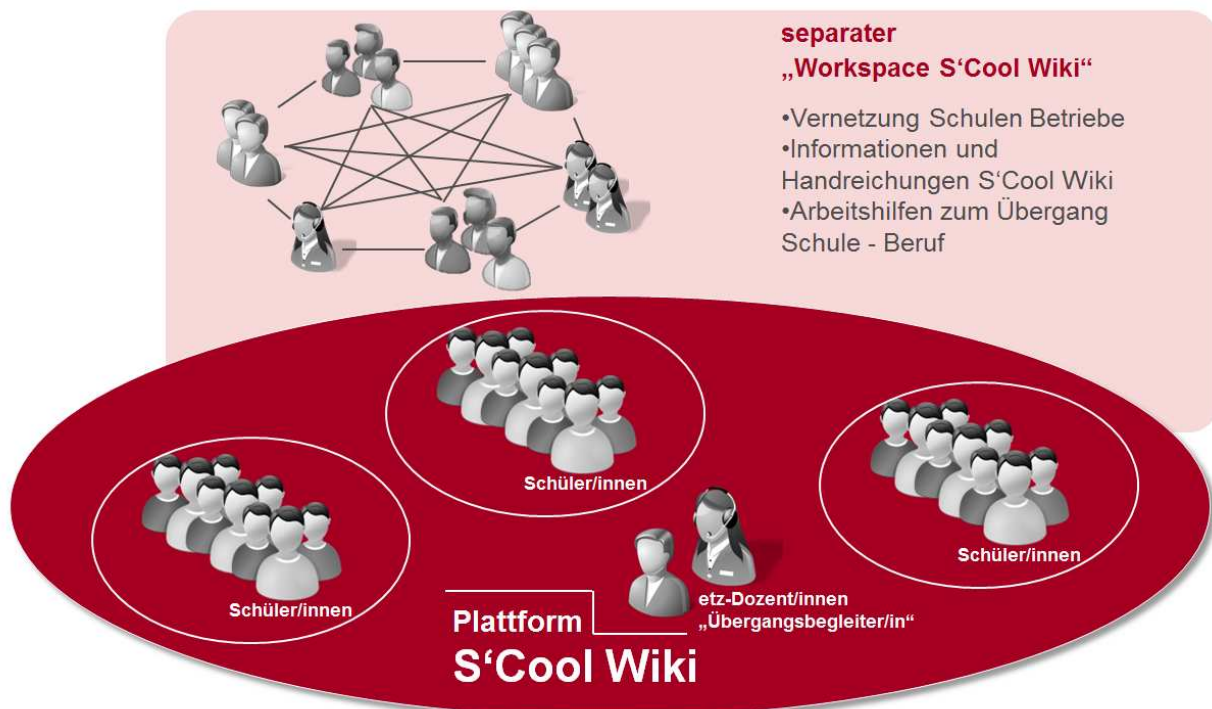 separater
„Workspace S‘Cool Wiki“
•Vernetzung Schulen Betriebe
•Informationen und
Handreichungen S‘Cool Wiki
•Arbeitshilfen zum Übergang
Schule - Beruf
Schüler/innen
Schüler/innen
Schüler/innen
etz-Dozent/innen
„Übergangsbegleiter/in“
Plattform
S‘Cool Wiki